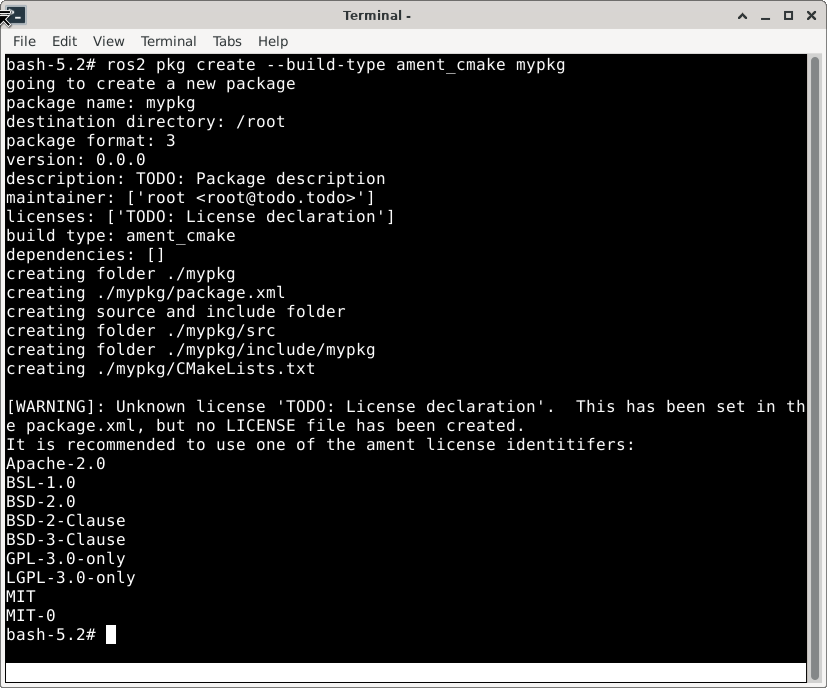 Terminal -
File Edit View Terminal Tabs Help
bash-5.2# ros2 pkg create --build-type ament_cmake mypkg
going to create a new package
package name: mypkg
destination directory: /root
package format: 3
version: 0.0.0
description: TODO: Package description
maintainer: ['root <root@todo.todo>']
licenses: ['TODO: License declaration']
build type: ament_cmake
dependencies: []
creating folder ./mypkg
creating ./mypkg/package.xml
creating source and include folder
creating folder ./mypkg/src
creating folder ./mypkg/include/mypkg
creating ./mypkg/CMakeLists.txt

[WARNING]: Unknown license 'TODO: License declaration'.  This has been set in th
e package.xml, but no LICENSE file has been created.
It is recommended to use one of the ament license identitifers:
Apache-2.0
BSL-1.0
BSD-2.0
BSD-2-Clause
BSD-3-Clause
GPL-3.0-only
LGPL-3.0-only
MIT
MIT-0
bash-5.2#